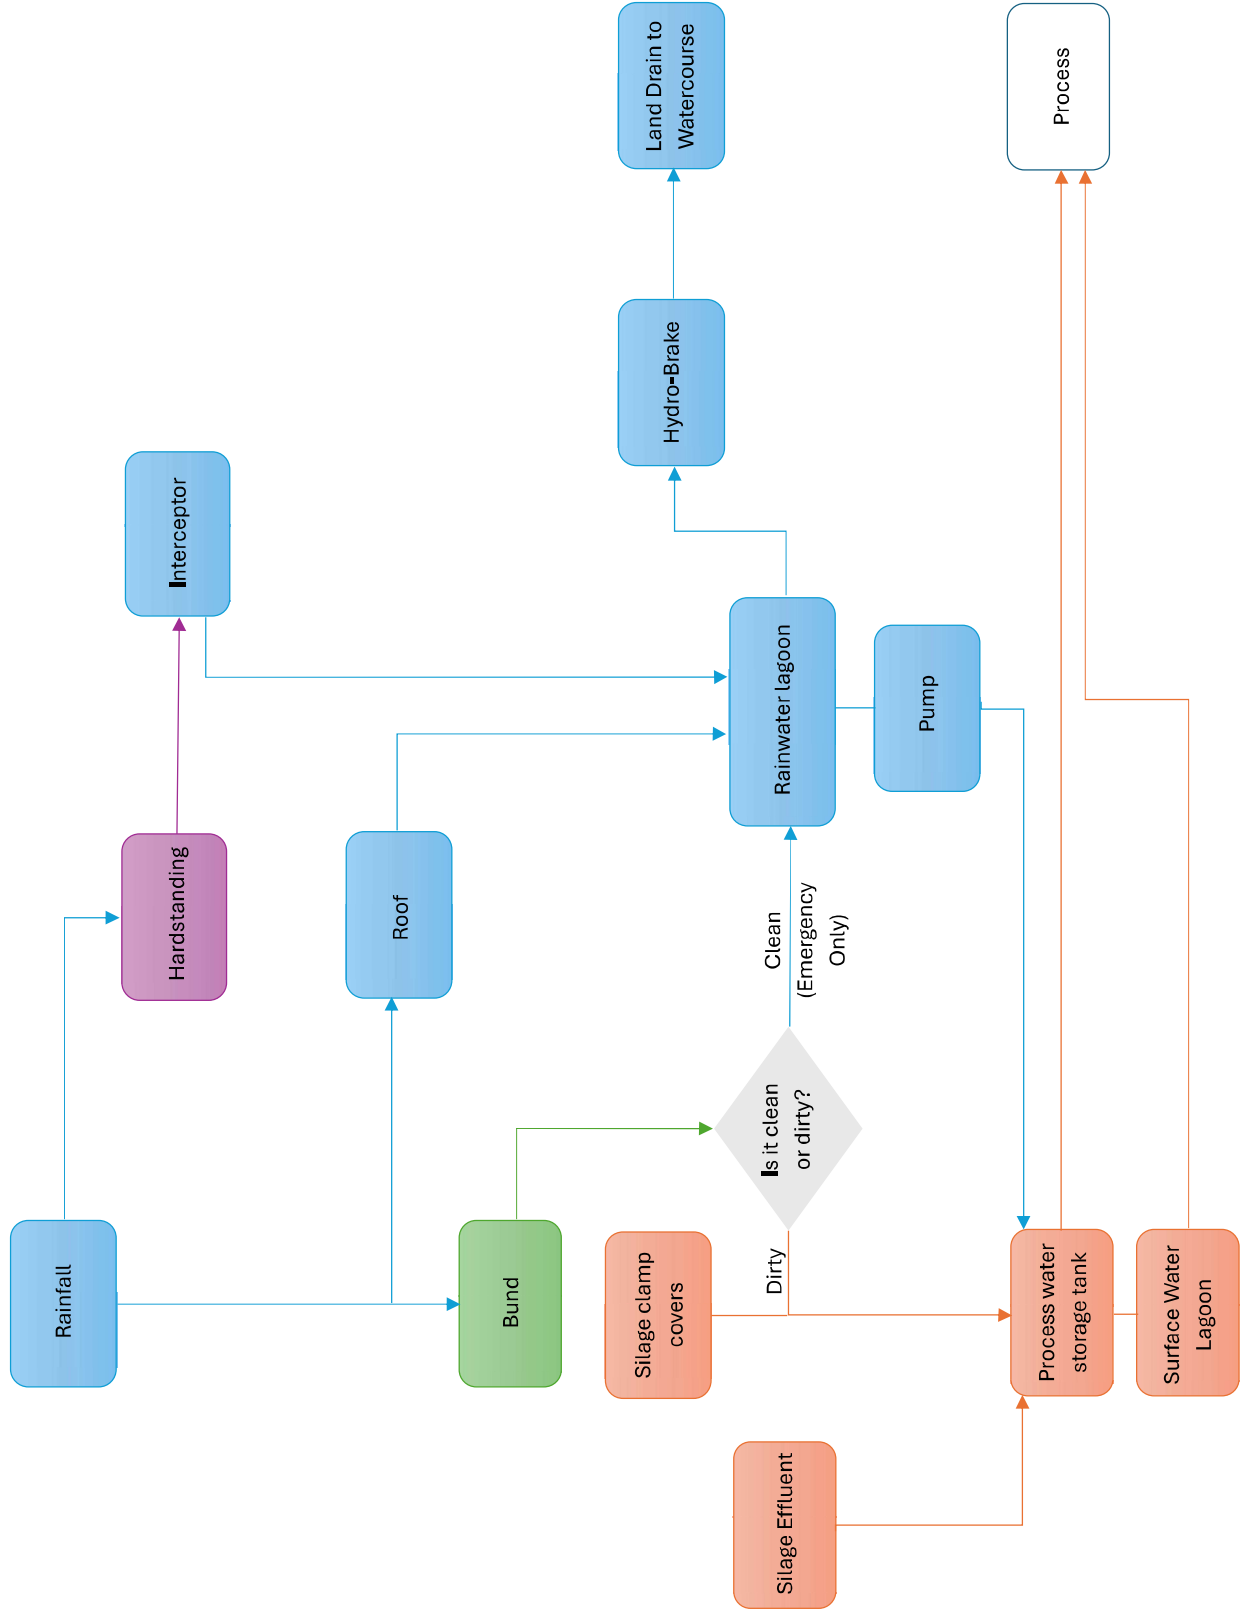 Rainfall
Hardstanding
Interceptor
Roof
Bund
Silage clamp
covers
Hydro-Brake
Land Drain to
Watercourse
Silage Effluent
Dirty
Is it clean
or dirty?
Clean
(Emergency
Only)
Rainwater lagoon
Pump
Process water
storage tank
Process
Surface Water
Lagoon